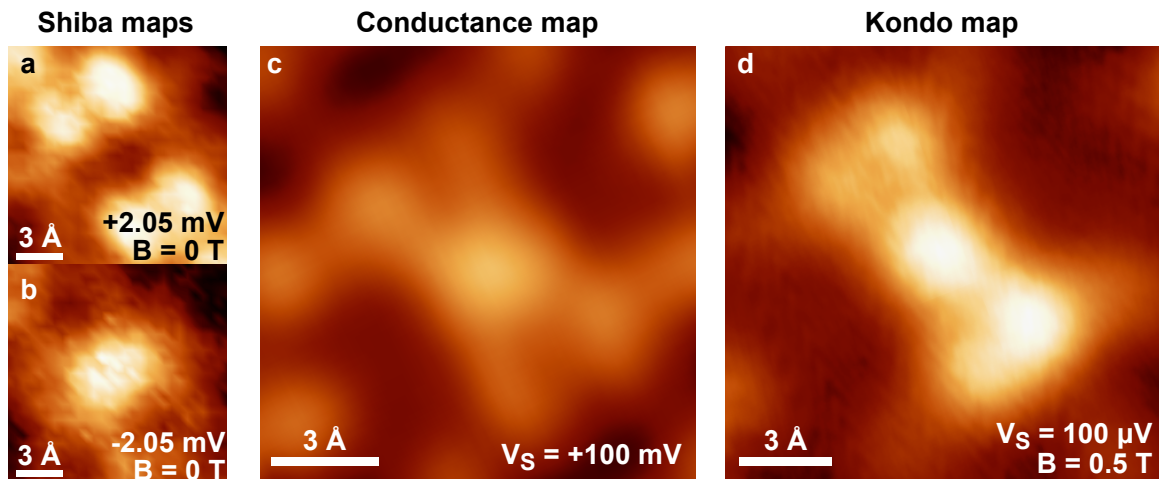 Shiba maps
Conductance map
Kondo map
a
+2.05 mV
B = 0 T
3 Å
b
-2.05 mV
B = 0 T
3 Å
c
3 Å
V_S = +100 mV
d
3 Å
V_S = 100 µV
B = 0.5 T